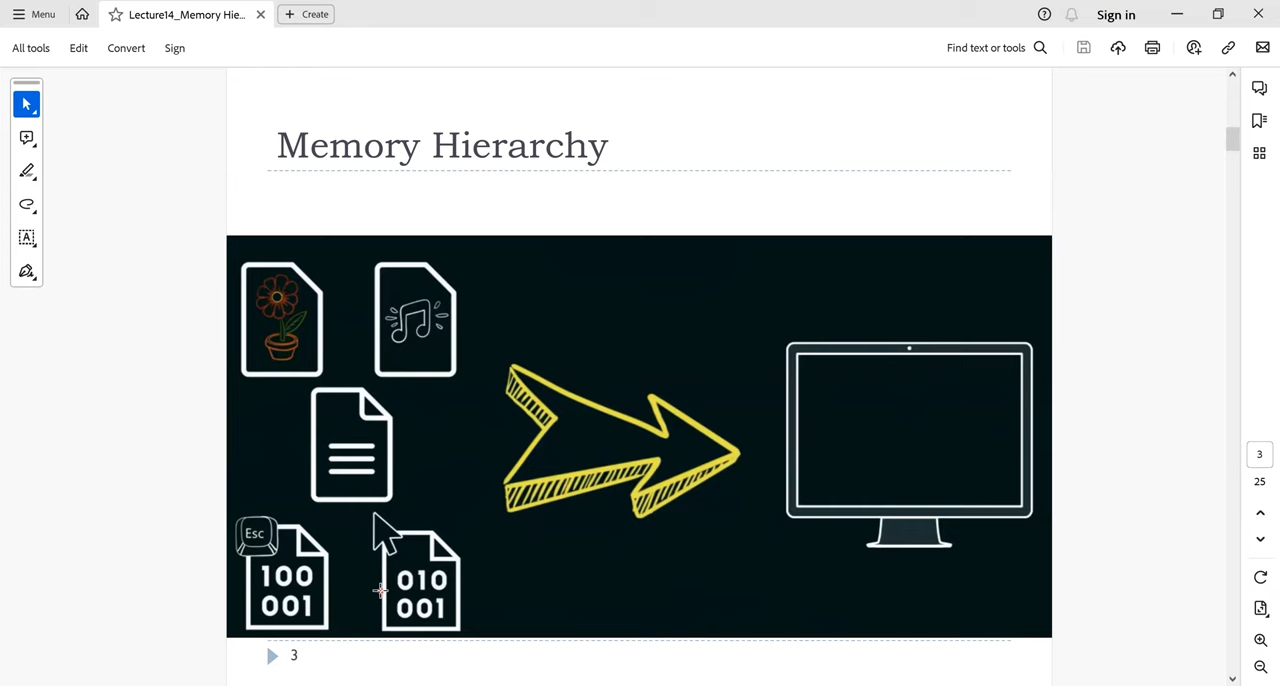 Menu
Lecture14_Memory Hie...
Create
Sign in
All tools
Edit
Convert
Sign
Find text or tools
Memory Hierarchy
Esc
100
001
010
001
3
A
3
25